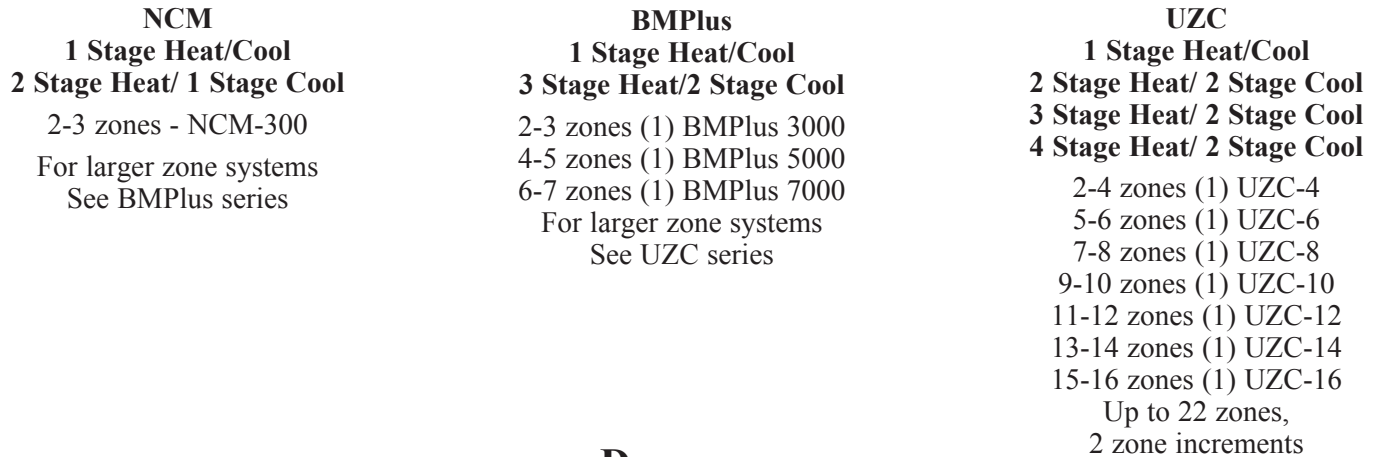 NCM
1 Stage Heat/Cool
2 Stage Heat/ 1 Stage Cool
2-3 zones - NCM-300
For larger zone systems
See BMPlus series
BMPlus
1 Stage Heat/Cool
3 Stage Heat/2 Stage Cool
2-3 zones (1) BMPlus 3000
4-5 zones (1) BMPlus 5000
6-7 zones (1) BMPlus 7000
For larger zone systems
See UZC series
UZC
1 Stage Heat/Cool
2 Stage Heat/ 2 Stage Cool
3 Stage Heat/ 2 Stage Cool
4 Stage Heat/ 2 Stage Cool
2-4 zones (1) UZC-4
5-6 zones (1) UZC-6
7-8 zones (1) UZC-8
9-10 zones (1) UZC-10
11-12 zones (1) UZC-12
13-14 zones (1) UZC-14
15-16 zones (1) UZC-16
Up to 22 zones,
2 zone increments